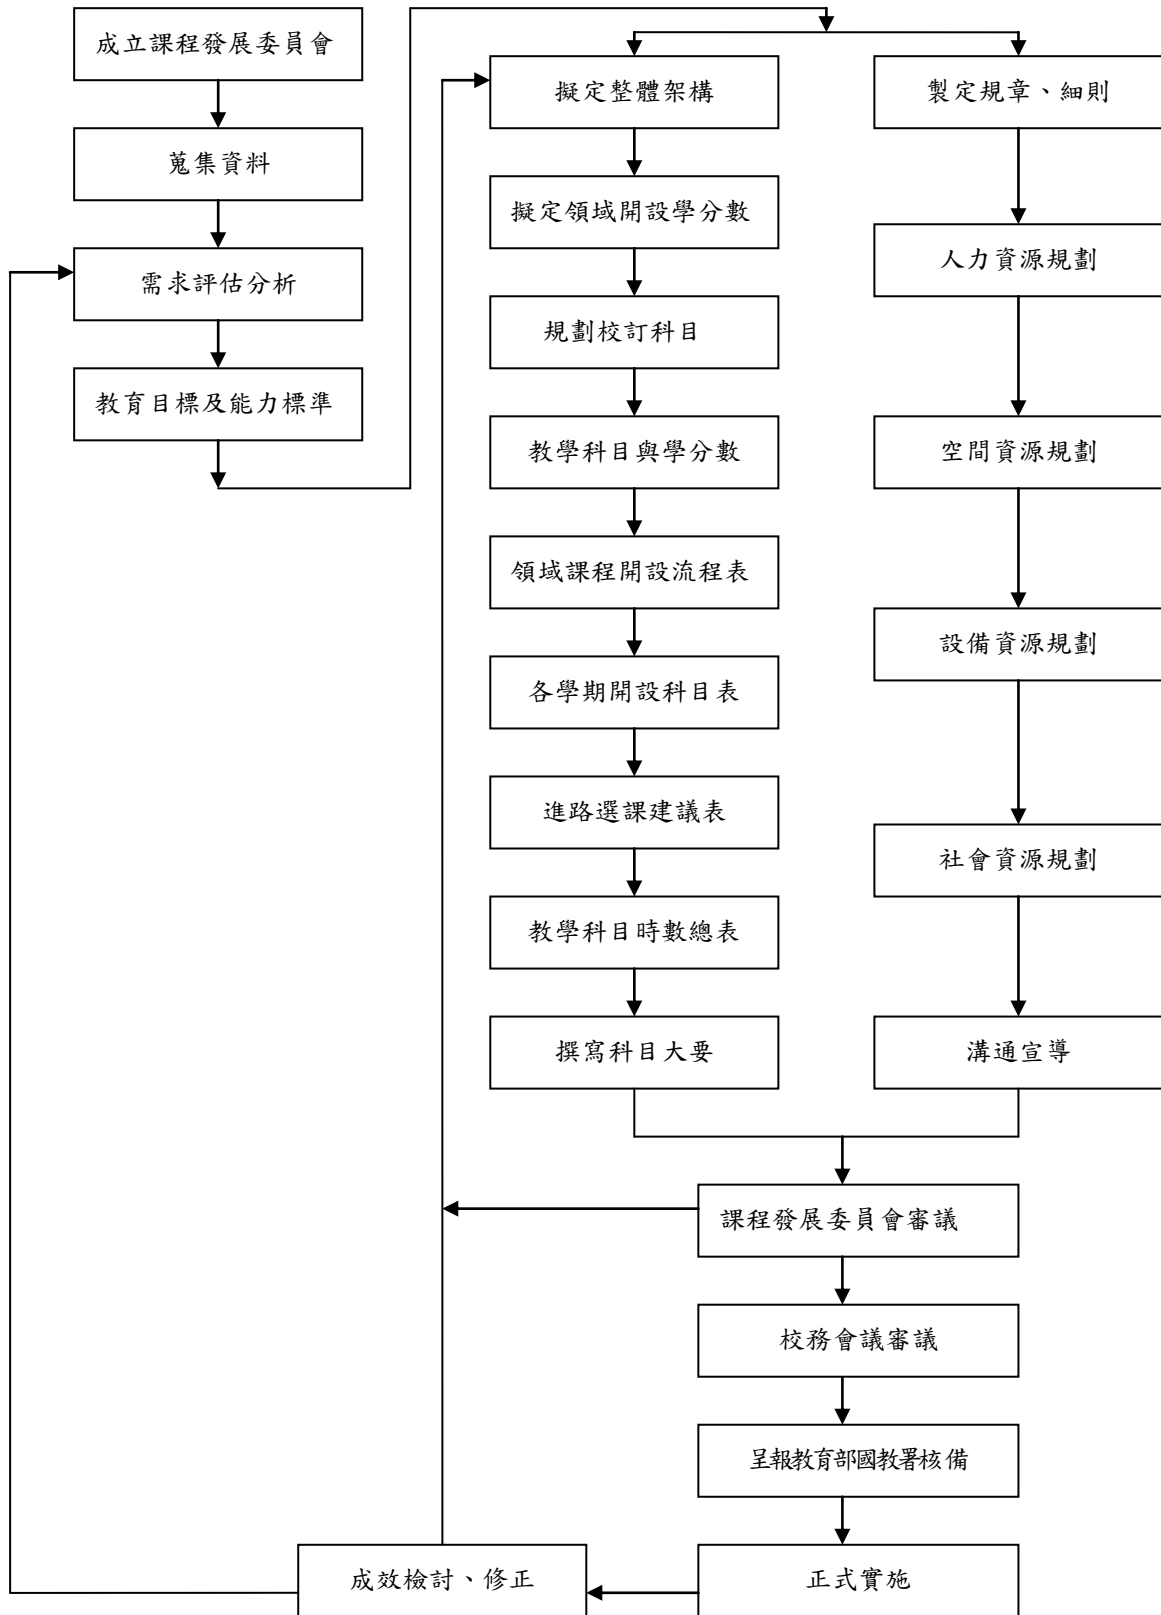 成立課程發展委員會
蒐集資料
需求評估分析
教育目標及能力標準
擬定整體架構
擬定領域開設學分數
規劃校訂科目
教學科目與學分數
領域課程開設流程表
各學期開設科目表
進路選課建議表
教學科目時數總表
撰寫科目大要
製定規章、細則
人力資源規劃
空間資源規劃
設備資源規劃
社會資源規劃
溝通宣導
課程發展委員會審議
校務會議審議
呈報教育部國教署核備
正式實施
成效檢討、修正